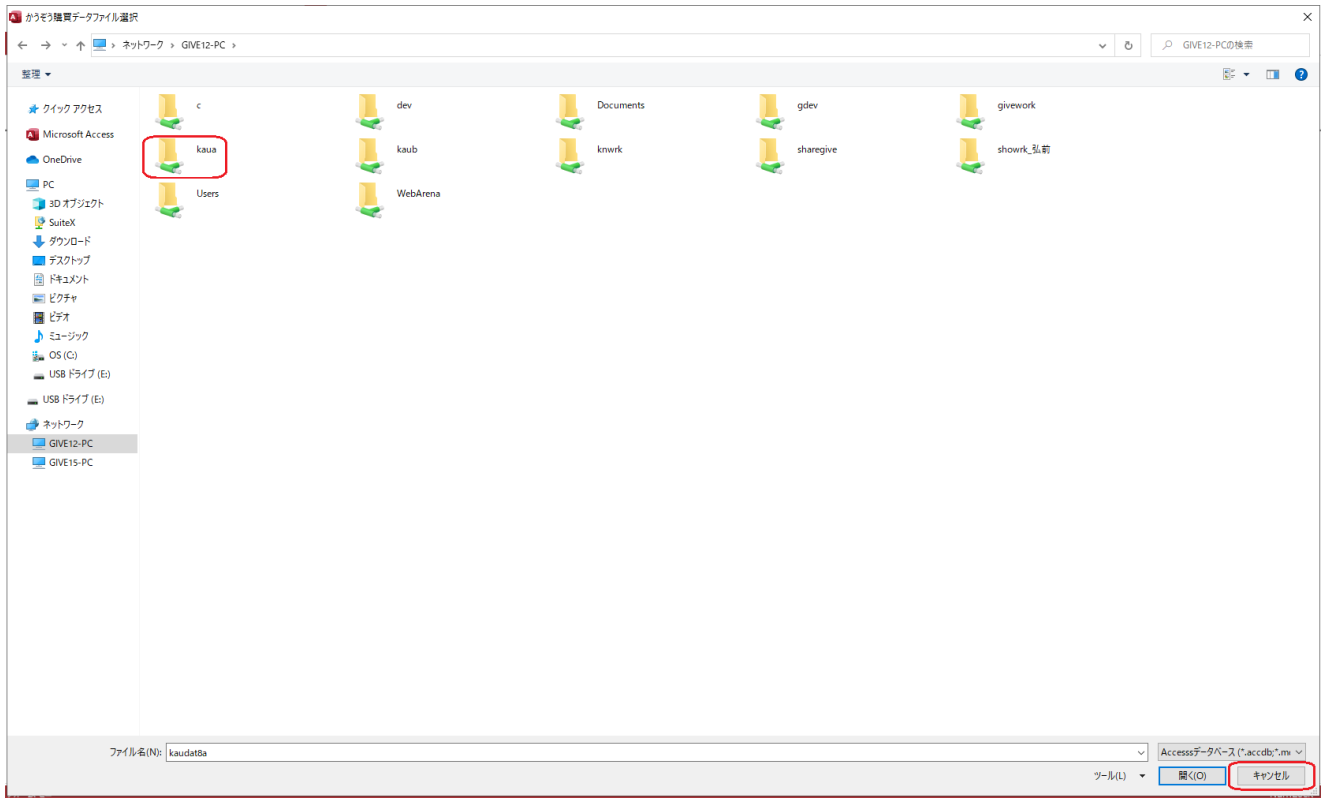 かうぞう購買データファイル選択
ネットワーク › GIVE12-PC ›
GIVE12-PCの検索
整理
クイック アクセス
Microsoft Access
OneDrive
PC
3D オブジェクト
SuiteX
ダウンロード
デスクトップ
ドキュメント
ピクチャ
ビデオ
ミュージック
OS (C:)
USB ドライブ (E:)
USB ドライブ (E:)
ネットワーク
GIVE12-PC
GIVE15-PC
c
dev
Documents
gdev
givework
kaua
kaub
knwrk
sharegive
showrk_弘前
Users
WebArena
ファイル名(N):
kaudat8a
Accesssデータベース (*.accdb;*.m
ツール(L)
開く(O)
キャンセル